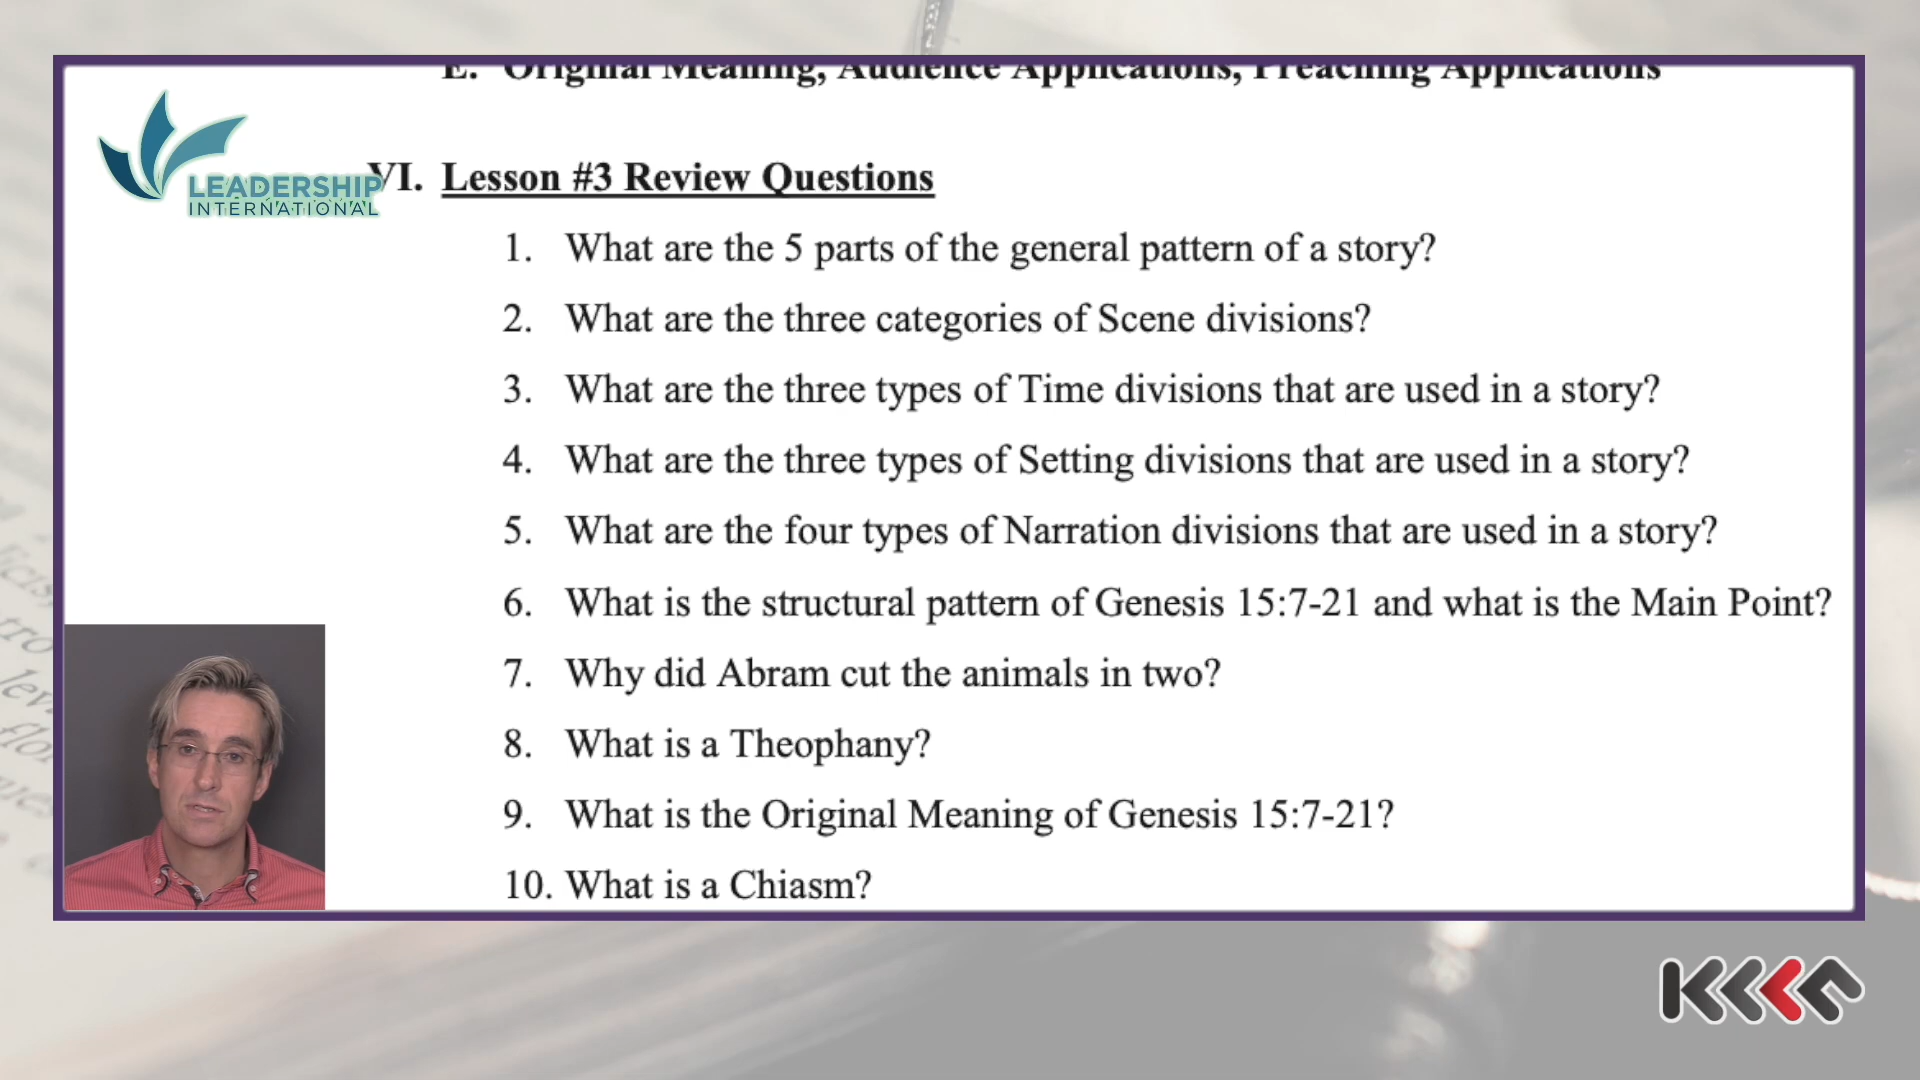 E. Original Meaning, Audience Applications, Preaching Applications
LEADERSHIP
INTERNATIONAL
VI. Lesson #3 Review Questions
1. What are the 5 parts of the general pattern of a story?
2. What are the three categories of Scene divisions?
3. What are the three types of Time divisions that are used in a story?
4. What are the three types of Setting divisions that are used in a story?
5. What are the four types of Narration divisions that are used in a story?
6. What is the structural pattern of Genesis 15:7-21 and what is the Main Point?
7. Why did Abram cut the animals in two?
8. What is a Theophany?
9. What is the Original Meaning of Genesis 15:7-21?
10. What is a Chiasm?